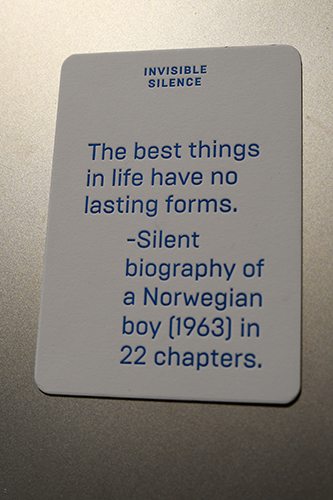 INVISIBLE
SILENCE
The best things
in life have no
lasting forms.
-Silent
biography of
a Norwegian
boy (1963) in
22 chapters.